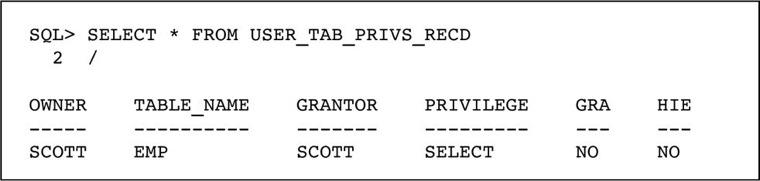 SQL> SELECT * FROM USER_TAB_PRIVS_RECD
2 /
OWNER TABLE_NAME GRANTOR PRIVILEGE GRA HIE
----- ---------- ------- --------- --- ---
SCOTT EMP SCOTT SELECT NO NO